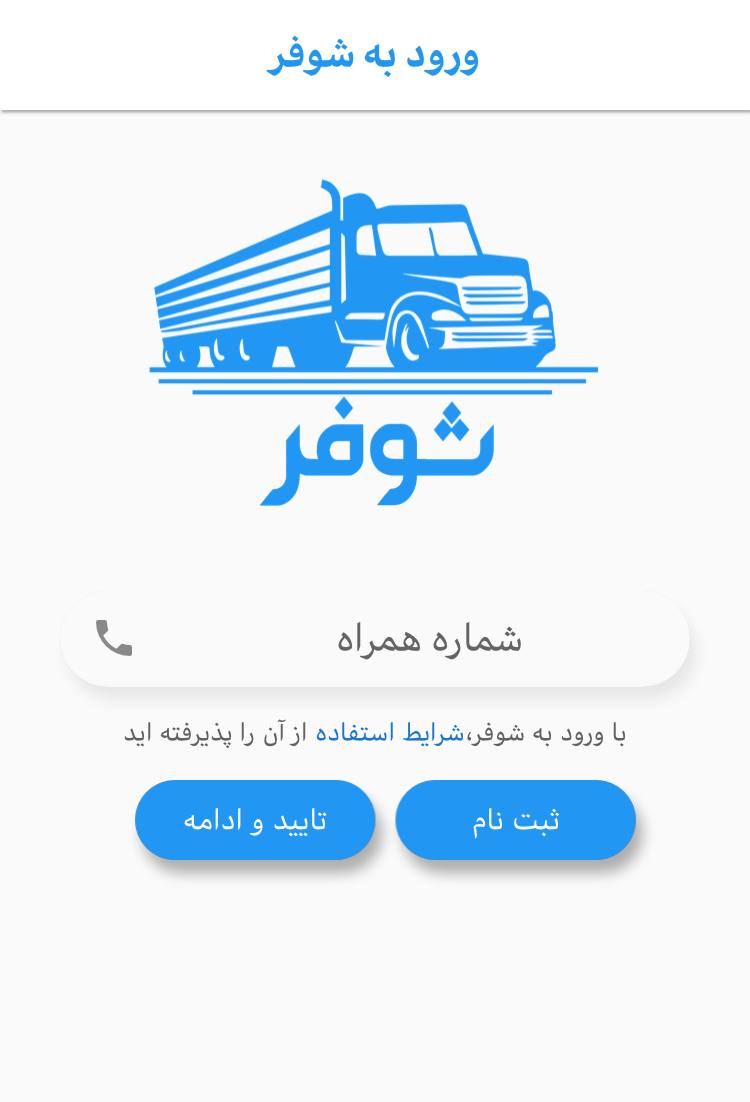 ورود به شوفر
شوفر
شماره همراه
با ورود به شوفر،شرایط استفاده از آن را پذیرفته اید
ثبت نام
تایید و ادامه